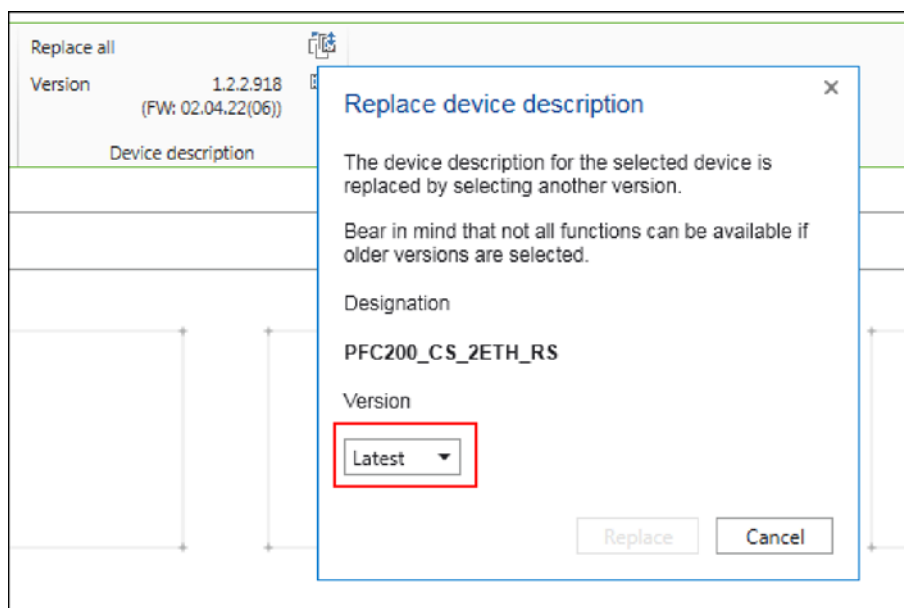 Replace all
Version 1.2.2.918
(FW: 02.04.22(06))
Device description
Replace device description
The device description for the selected device is
replaced by selecting another version.
Bear in mind that not all functions can be available if
older versions are selected.
Designation
PFC200_CS_2ETH_RS
Version
Latest
Replace Cancel